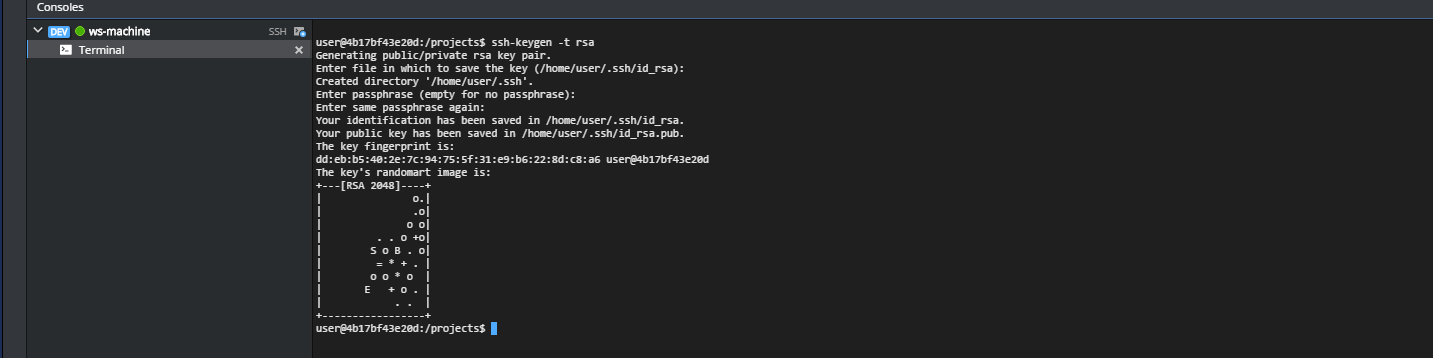 Consoles
DEV ws-machine SSH
Terminal
user@4b17bf43e20d:/projects$ ssh-keygen -t rsa
Generating public/private rsa key pair.
Enter file in which to save the key (/home/user/.ssh/id_rsa):
Created directory '/home/user/.ssh'.
Enter passphrase (empty for no passphrase):
Enter same passphrase again:
Your identification has been saved in /home/user/.ssh/id_rsa.
Your public key has been saved in /home/user/.ssh/id_rsa.pub.
The key fingerprint is:
dd:eb:b5:40:2e:7c:94:75:5f:31:e9:b6:22:8d:c8:a6 user@4b17bf43e20d
The key's randomart image is:
+---[RSA 2048]----+
|               o.|
|               .o|
|              o o|
|         . . o +o|
|        S o B . o|
|         = * + . |
|        o o * o  |
|       E   + o . |
|            . .  |
+-----------------+
user@4b17bf43e20d:/projects$